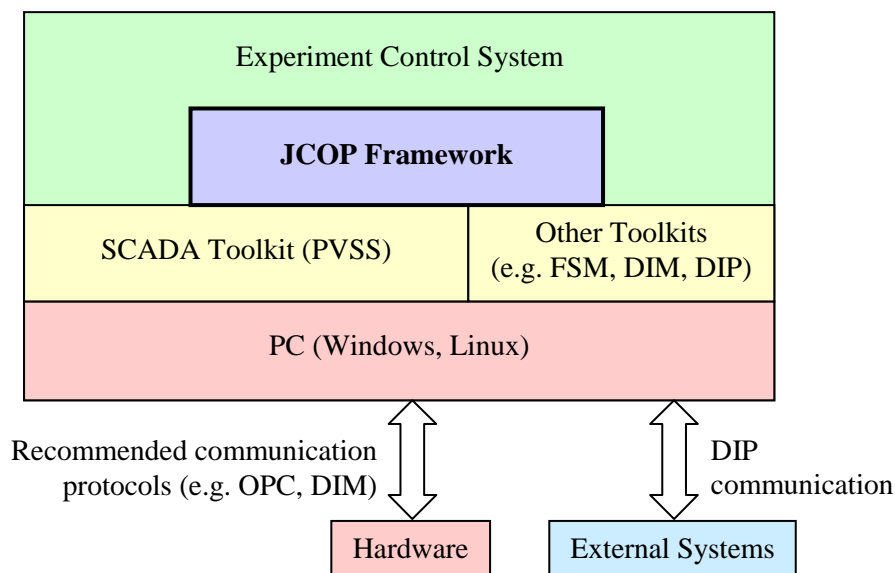 Experiment Control System
JCOP Framework
SCADA Toolkit (PVSS)
Other Toolkits
(e.g. FSM, DIM, DIP)
PC (Windows, Linux)
Recommended communication
protocols (e.g. OPC, DIM)
DIP
communication
Hardware
External Systems